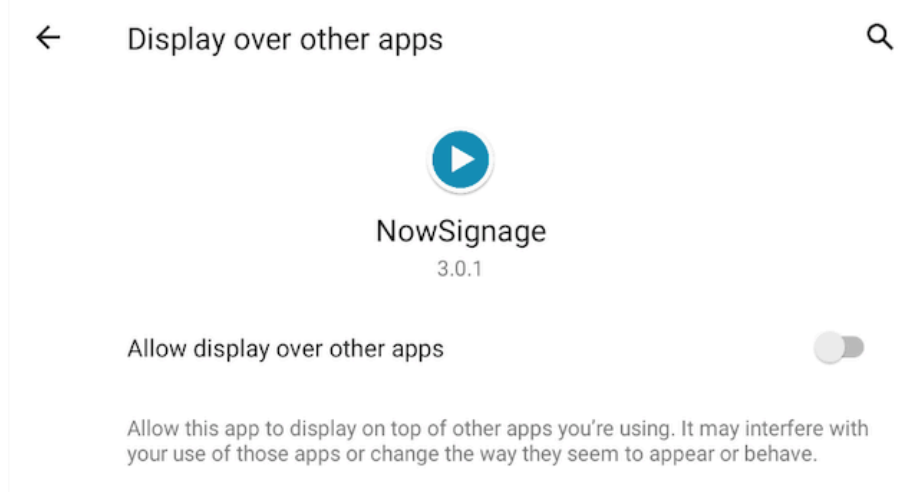 Display over other apps
NowSignage
3.0.1
Allow display over other apps
Allow this app to display on top of other apps you're using. It may interfere with
your use of those apps or change the way they seem to appear or behave.